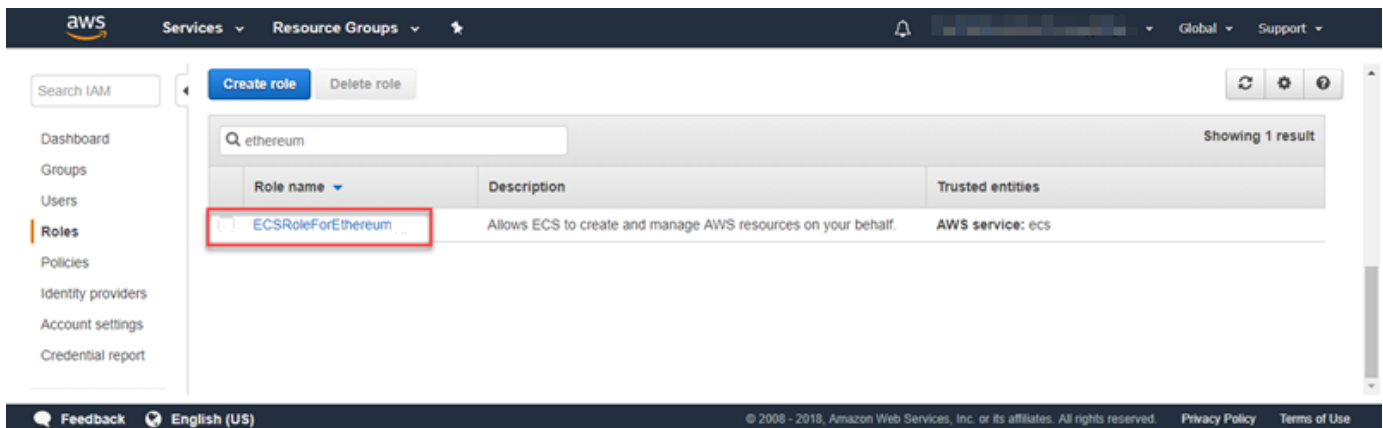 aws Services Resource Groups Global Support
Search IAM
Create role Delete role
Dashboard
Groups
Users
Roles
Policies
Identity providers
Account settings
Credential report
ethereum Showing 1 result
Role name Description Trusted entities
ECSRoleForEthereum Allows ECS to create and manage AWS resources on your behalf. AWS service: ecs
Feedback English (US) © 2008 - 2018, Amazon Web Services, Inc. or its affiliates. All rights reserved. Privacy Policy Terms of Use